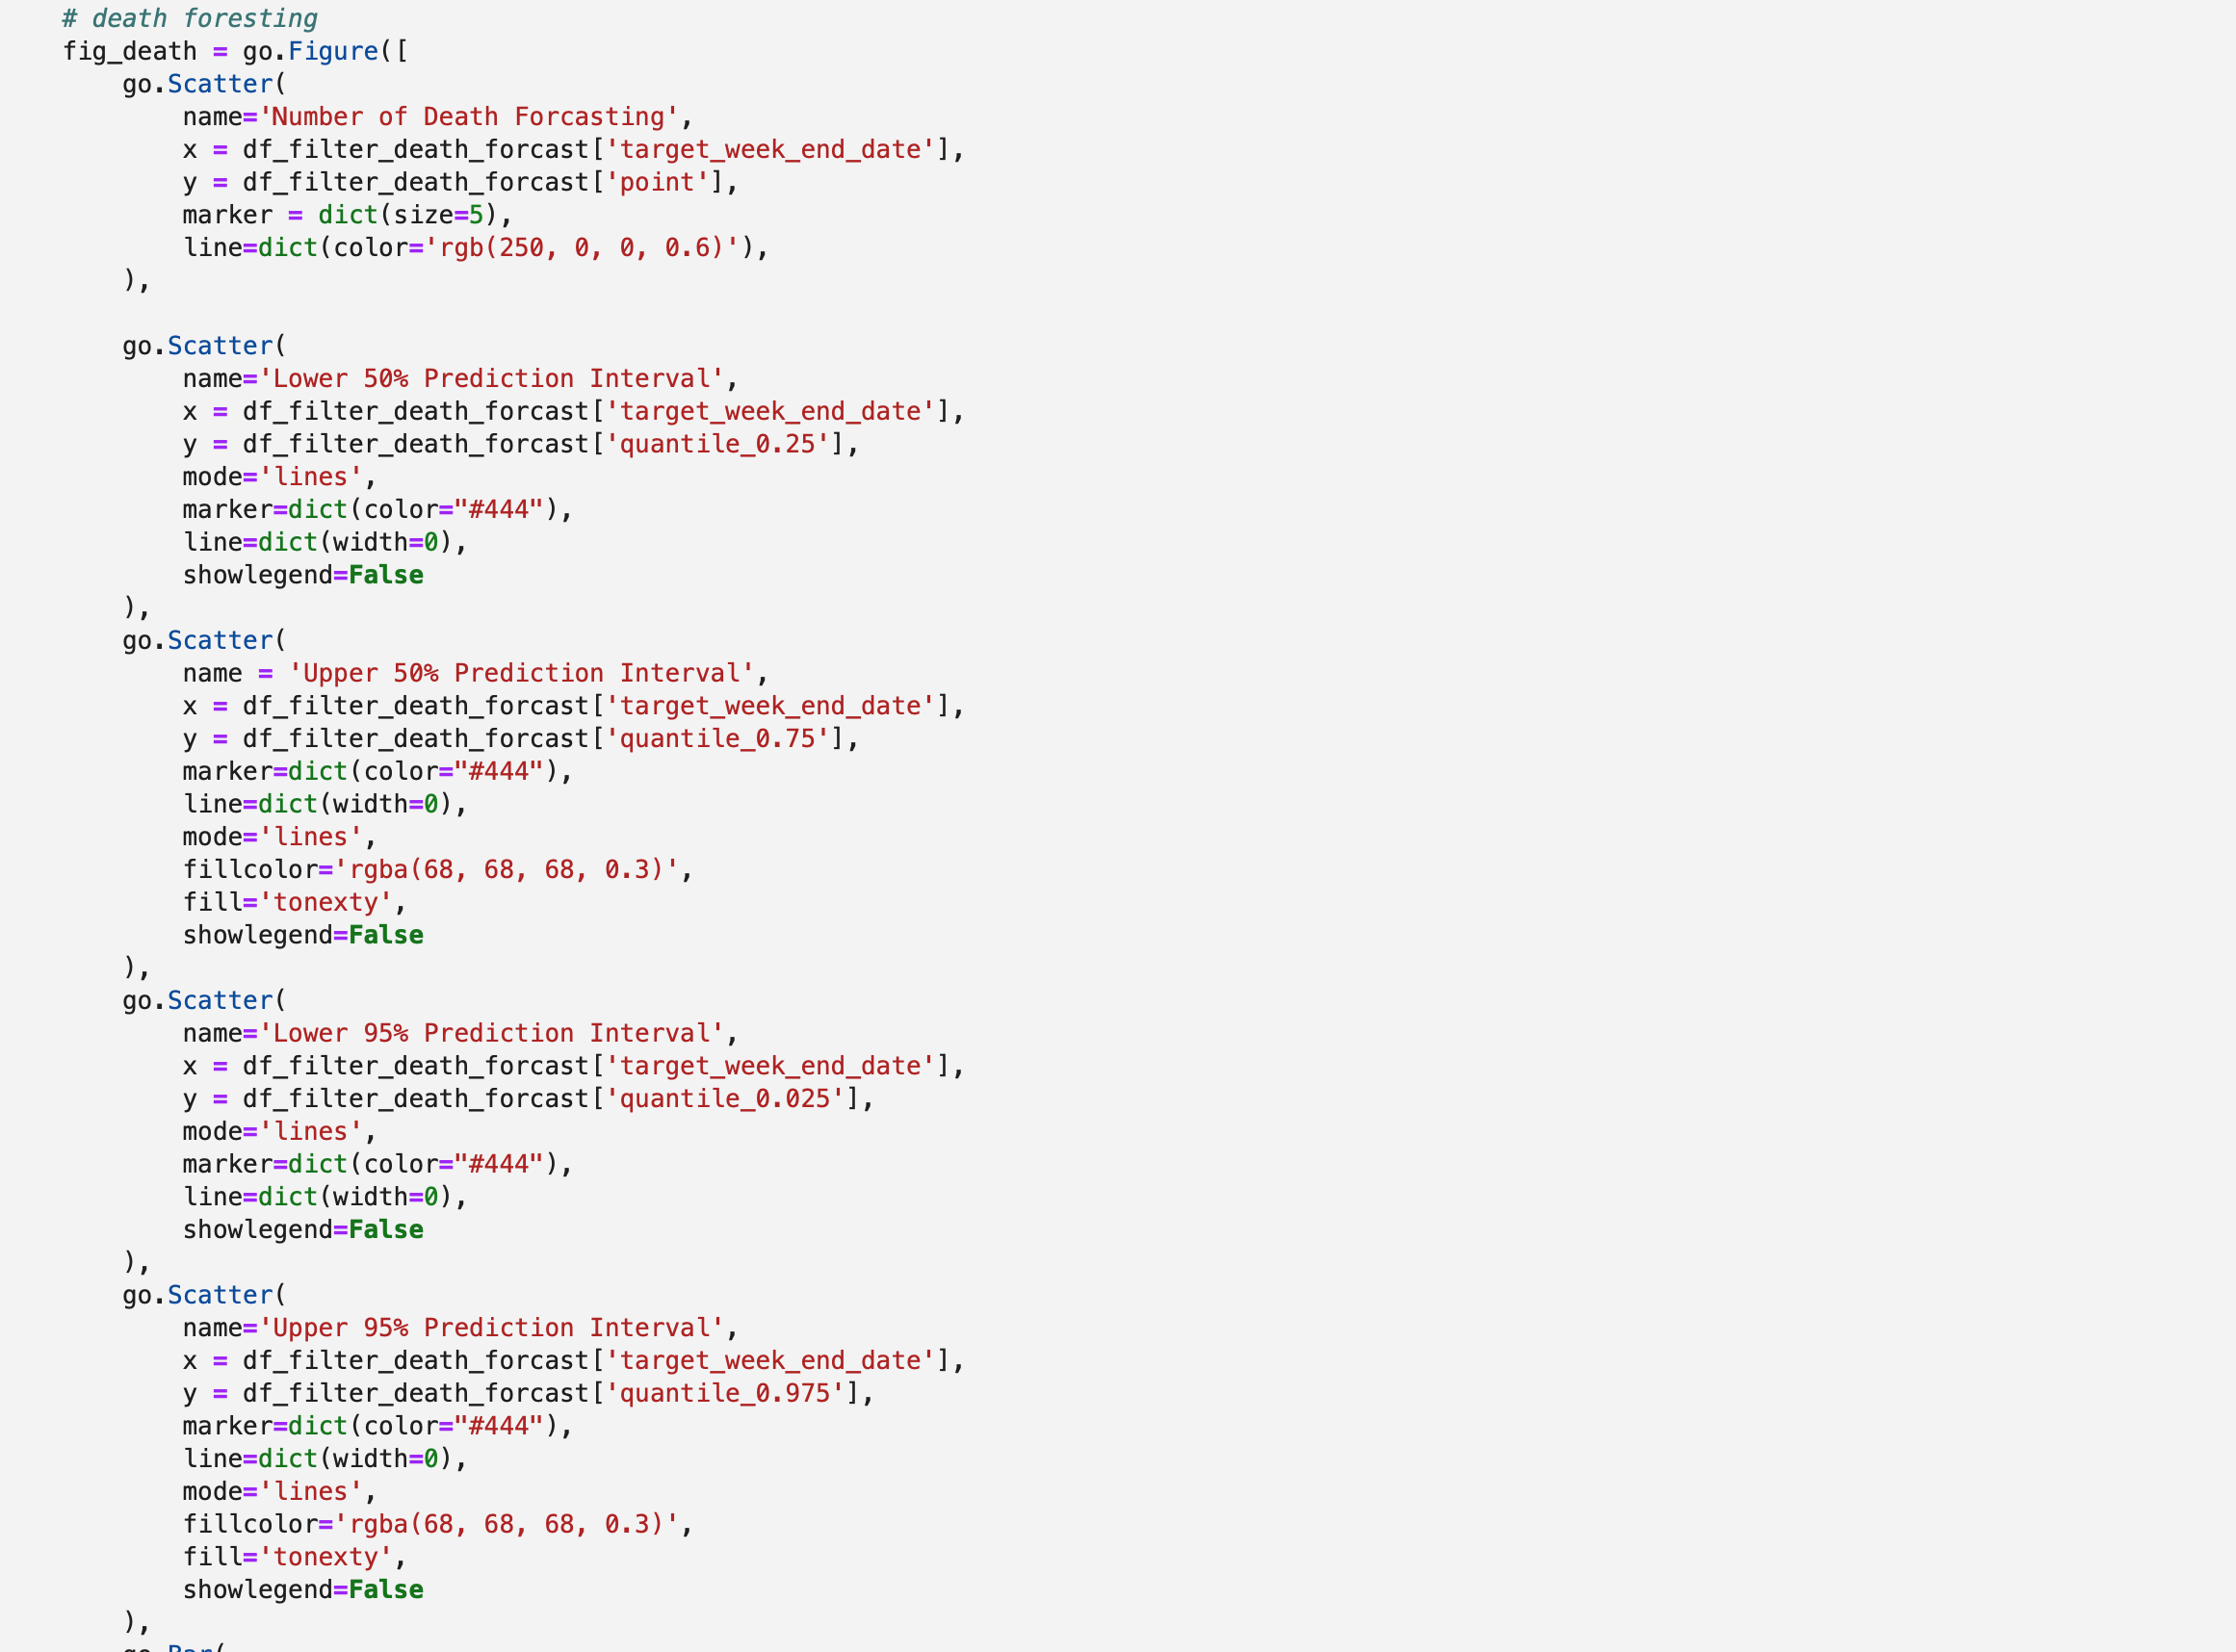 # death foresting
fig_death = go.Figure([
    go.Scatter(
        name='Number of Death Forcasting',
        x = df_filter_death_forcast['target_week_end_date'],
        y = df_filter_death_forcast['point'],
        marker = dict(size=5),
        line=dict(color='rgb(250, 0, 0, 0.6)'),
    ),

    go.Scatter(
        name='Lower 50% Prediction Interval',
        x = df_filter_death_forcast['target_week_end_date'],
        y = df_filter_death_forcast['quantile_0.25'],
        mode='lines',
        marker=dict(color="#444"),
        line=dict(width=0),
        showlegend=False
    ),
    go.Scatter(
        name = 'Upper 50% Prediction Interval',
        x = df_filter_death_forcast['target_week_end_date'],
        y = df_filter_death_forcast['quantile_0.75'],
        marker=dict(color="#444"),
        line=dict(width=0),
        mode='lines',
        fillcolor='rgba(68, 68, 68, 0.3)',
        fill='tonexty',
        showlegend=False
    ),
    go.Scatter(
        name='Lower 95% Prediction Interval',
        x = df_filter_death_forcast['target_week_end_date'],
        y = df_filter_death_forcast['quantile_0.025'],
        mode='lines',
        marker=dict(color="#444"),
        line=dict(width=0),
        showlegend=False
    ),
    go.Scatter(
        name='Upper 95% Prediction Interval',
        x = df_filter_death_forcast['target_week_end_date'],
        y = df_filter_death_forcast['quantile_0.975'],
        marker=dict(color="#444"),
        line=dict(width=0),
        mode='lines',
        fillcolor='rgba(68, 68, 68, 0.3)',
        fill='tonexty',
        showlegend=False
    ),
    go.Bar(